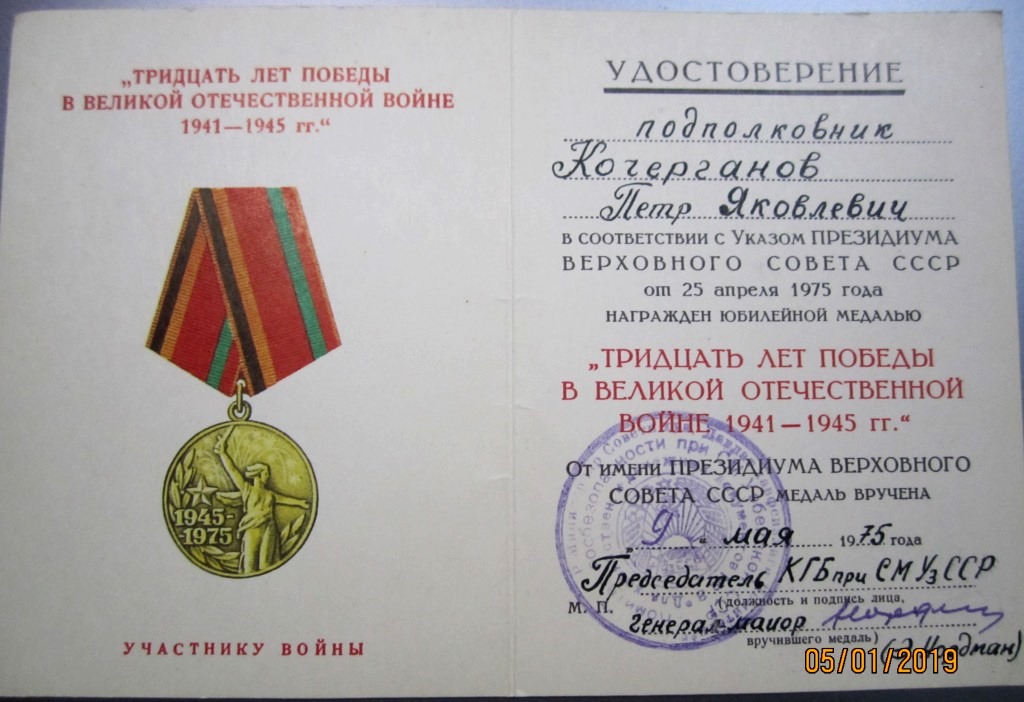 „ТРИДЦАТЬ ЛЕТ ПОБЕДЫ
В ВЕЛИКОЙ ОТЕЧЕСТВЕННОЙ ВОЙНЕ
1941—1945 гг.“
1945-
-1975
УЧАСТНИКУ ВОЙНЫ
УДОСТОВЕРЕНИЕ
подполковник
Кочерганов
Петр Яковлевич
в соответствии с Указом ПРЕЗИДИУМА
ВЕРХОВНОГО СОВЕТА СССР
от 25 апреля 1975 года
НАГРАЖДЕН ЮБИЛЕЙНОЙ МЕДАЛЬЮ
„ТРИДЦАТЬ ЛЕТ ПОБЕДЫ
В ВЕЛИКОЙ ОТЕЧЕСТВЕННОЙ
ВОЙНЕ 1941—1945 гг.“
От имени ПРЕЗИДИУМА ВЕРХОВНОГО
СОВЕТА СССР МЕДАЛЬ ВРУЧЕНА
„9“ мая 1975 года
Председатель КГБ при СМ УзССР
М. П. (должность и подпись лица,
генерал-майор
вручившего медаль) (Э. Нордман)
05/01/2019